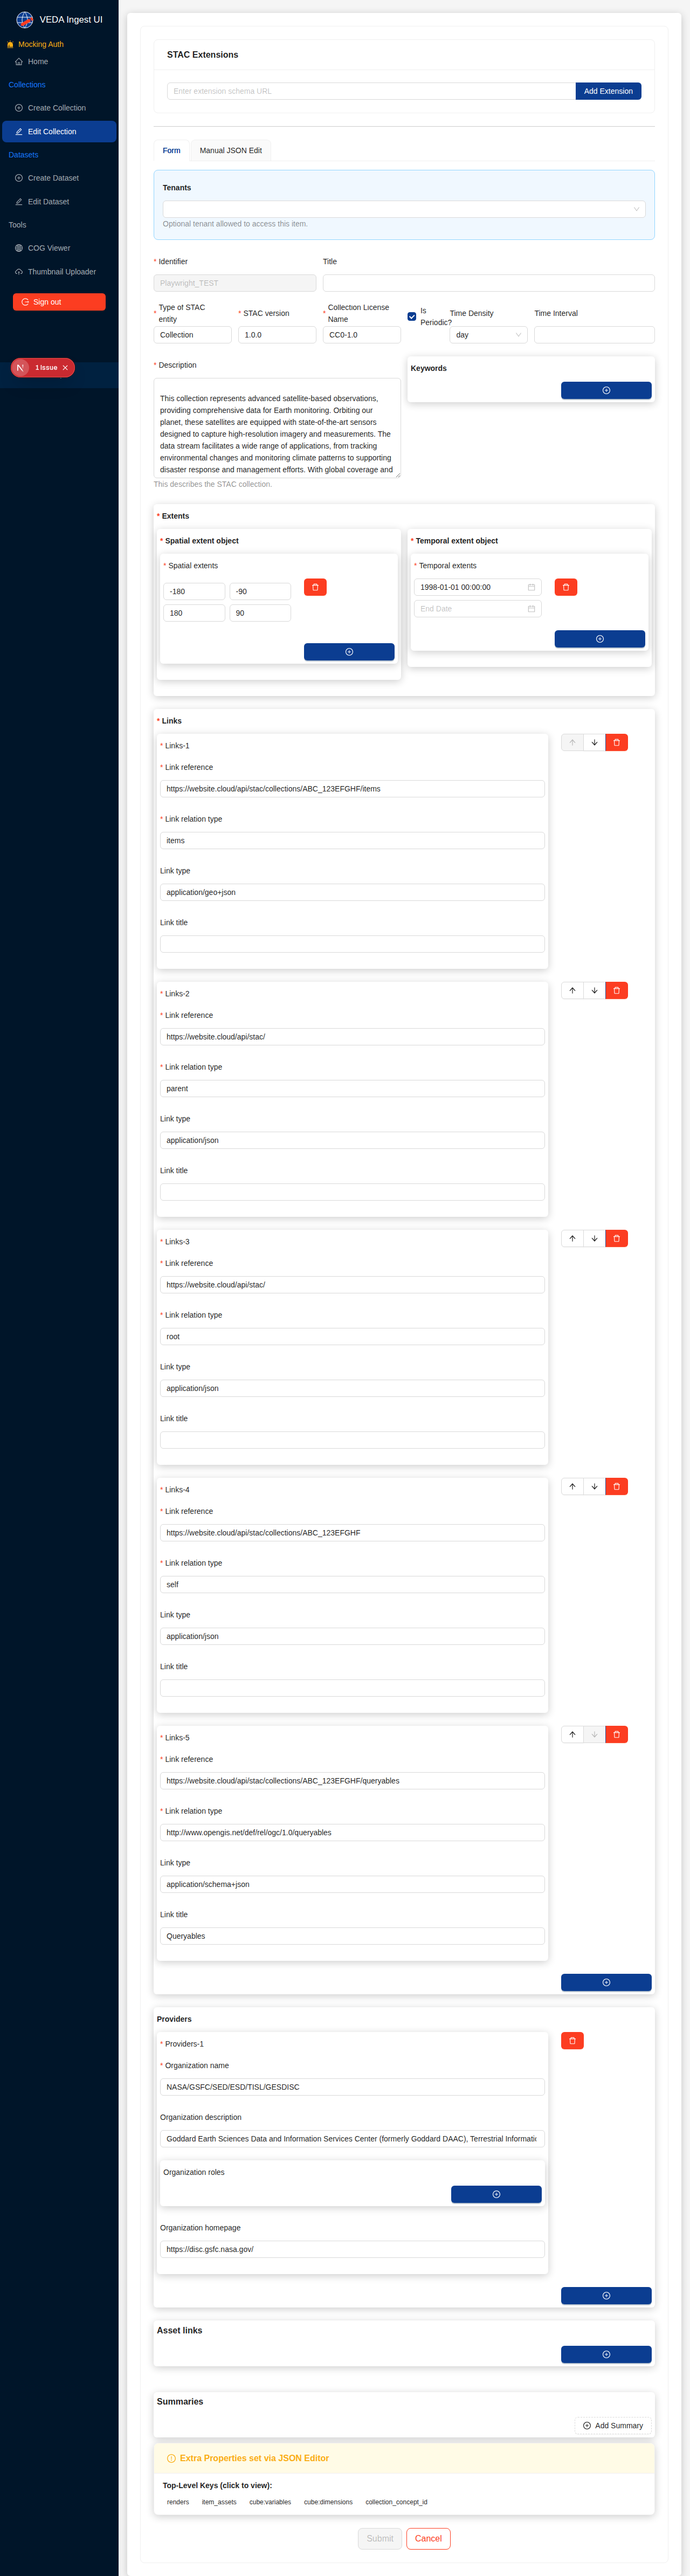 VEDA Ingest UI
Mocking Auth
Home
Collections
Create Collection
Edit Collection
Datasets
Create Dataset
Edit Dataset
Tools
COG Viewer
Thumbnail Uploader
Sign out
N
1 Issue
STAC Extensions
Enter extension schema URL
Add Extension
Form
Manual JSON Edit
Tenants
Optional tenant allowed to access this item.
* Identifier
Title
Playwright_TEST
* Type of STAC entity
* STAC version
* Collection License Name
Is Periodic?
Time Density
Time Interval
Collection
1.0.0
CC0-1.0
day
* Description
Keywords
This collection represents advanced satellite-based observations,
providing comprehensive data for Earth monitoring. Orbiting our
planet, these satellites are equipped with state-of-the-art sensors
designed to capture high-resolution imagery and measurements. The
data stream facilitates a wide range of applications, from tracking
environmental changes and monitoring climate patterns to supporting
disaster response and management efforts. With global coverage and
This describes the STAC collection.
* Extents
* Spatial extent object
* Spatial extents
-180
-90
180
90
* Temporal extent object
* Temporal extents
1998-01-01 00:00:00
End Date
* Links
* Links-1
* Link reference
https://website.cloud/api/stac/collections/ABC_123EFGHF/items
* Link relation type
items
Link type
application/geo+json
Link title
* Links-2
* Link reference
https://website.cloud/api/stac/
* Link relation type
parent
Link type
application/json
Link title
* Links-3
* Link reference
https://website.cloud/api/stac/
* Link relation type
root
Link type
application/json
Link title
* Links-4
* Link reference
https://website.cloud/api/stac/collections/ABC_123EFGHF
* Link relation type
self
Link type
application/json
Link title
* Links-5
* Link reference
https://website.cloud/api/stac/collections/ABC_123EFGHF/queryables
* Link relation type
http://www.opengis.net/def/rel/ogc/1.0/queryables
Link type
application/schema+json
Link title
Queryables
Providers
* Providers-1
* Organization name
NASA/GSFC/SED/ESD/TISL/GESDISC
Organization description
Goddard Earth Sciences Data and Information Services Center (formerly Goddard DAAC), Terrestrial Informatic
Organization roles
Organization homepage
https://disc.gsfc.nasa.gov/
Asset links
Summaries
Add Summary
Extra Properties set via JSON Editor
Top-Level Keys (click to view):
renders
item_assets
cube:variables
cube:dimensions
collection_concept_id
Submit
Cancel